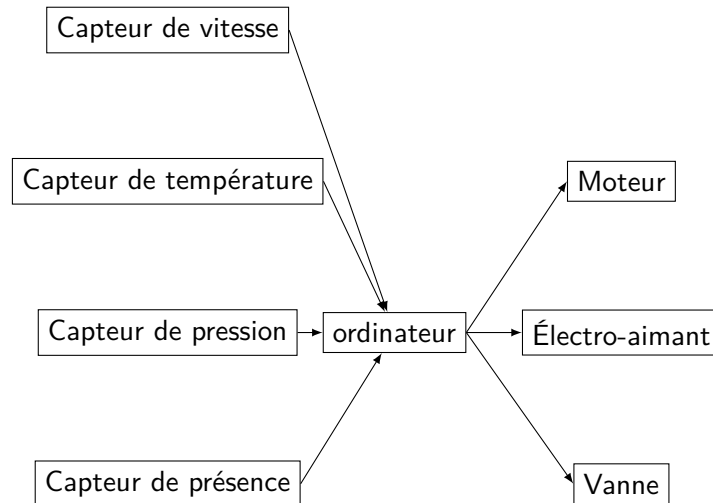 Capteur de vitesse
Capteur de température
Moteur
Capteur de pression
ordinateur
Électro-aimant
Capteur de présence
Vanne